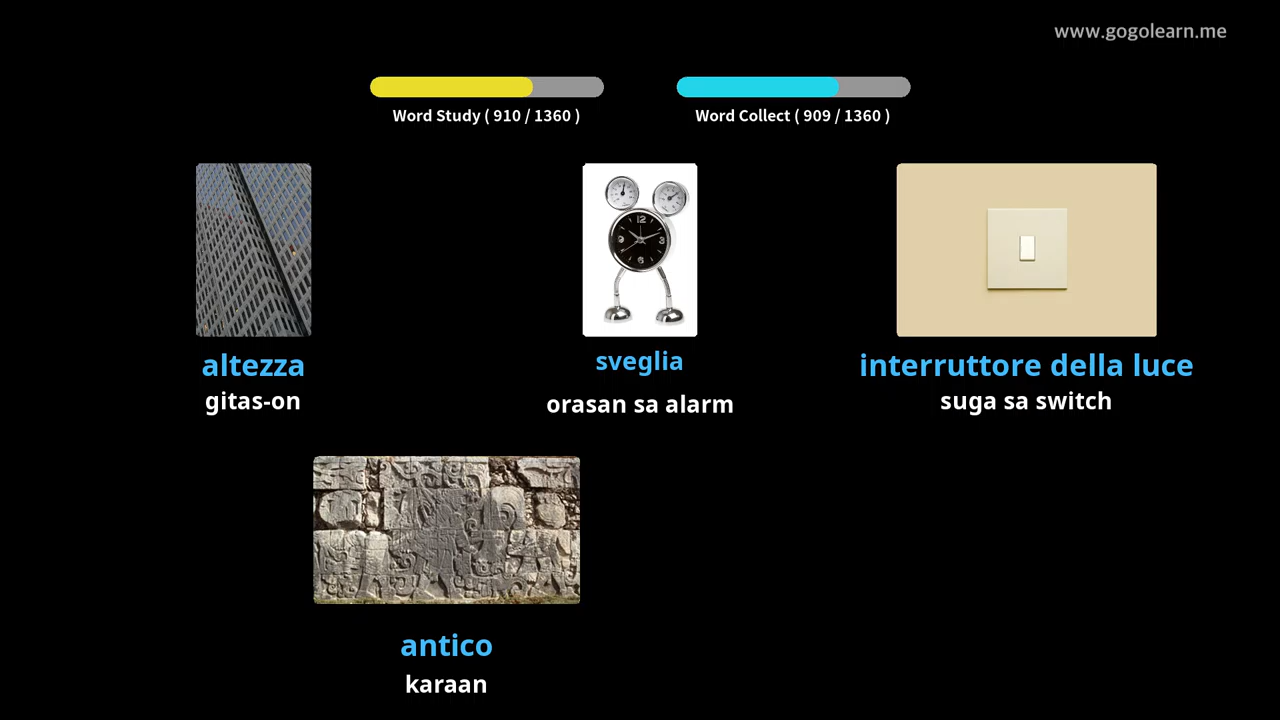 www.gogolearn.me
Word Study ( 910 / 1360 )
Word Collect ( 909 / 1360 )
altezza
gitas-on
sveglia
orasan sa alarm
interruttore della luce
suga sa switch
antico
karaan